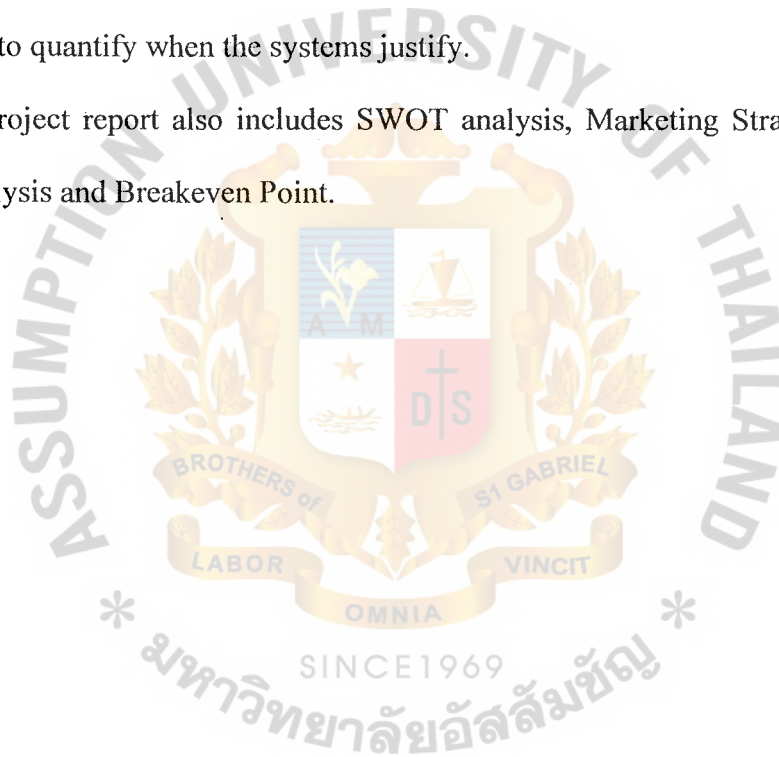 to quantify when the systems justify.
roject report also includes SWOT analysis, Marketing Stra
lysis and Breakeven Point.
ASSUMPTION UNIVERSITY OF THAILAND
A M
D S
BROTHERS of ST GABRIEL
LABOR OMNIA VINCIT
SINCE1969
* มหาวิทยาลัยอัสสัมชัญ *